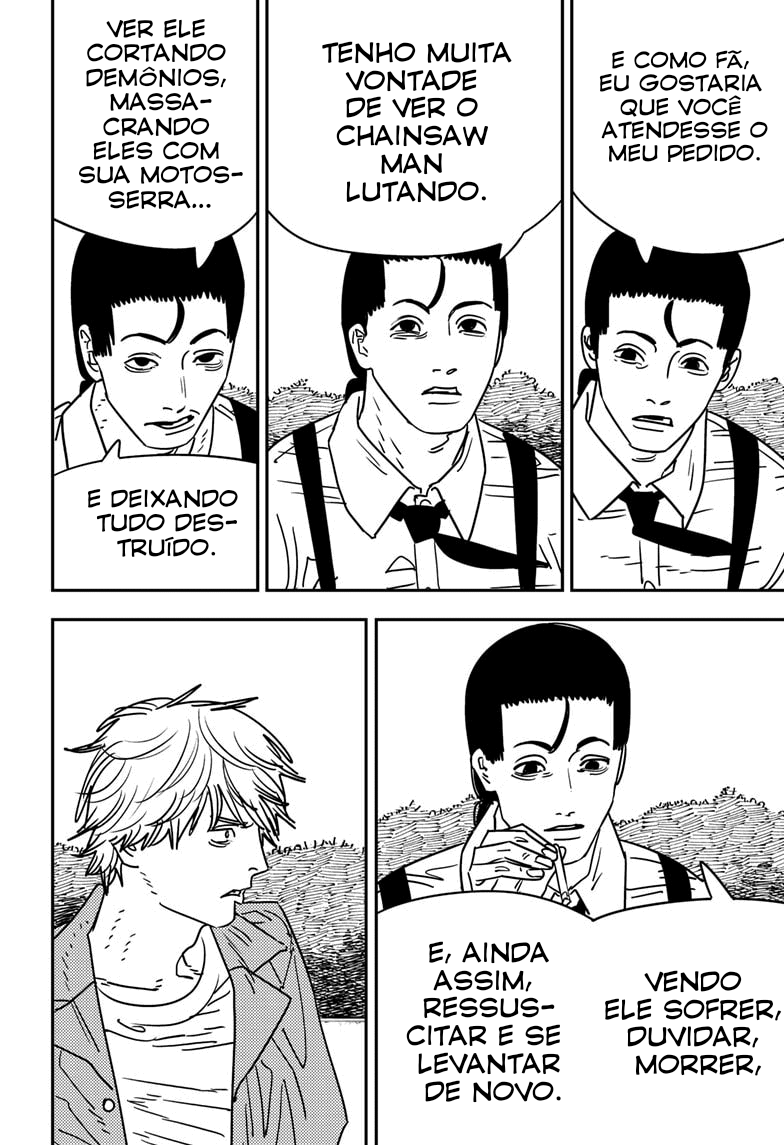 E COMO FÃ,
EU GOSTARIA
QUE VOCÊ
ATENDESSE O
MEU PEDIDO.
TENHO MUITA
VONTADE
DE VER O
CHAINSAW
MAN
LUTANDO.
VER ELE
CORTANDO
DEMÔNIOS,
MASSA-
CRANDO
ELES COM
SUA MOTOS-
SERRA...
E DEIXANDO
TUDO DES-
TRUÍDO.
VENDO
ELE SOFRER,
DUVIDAR,
MORRER,
E, AINDA
ASSIM,
RESSUS-
CITAR E SE
LEVANTAR
DE NOVO.